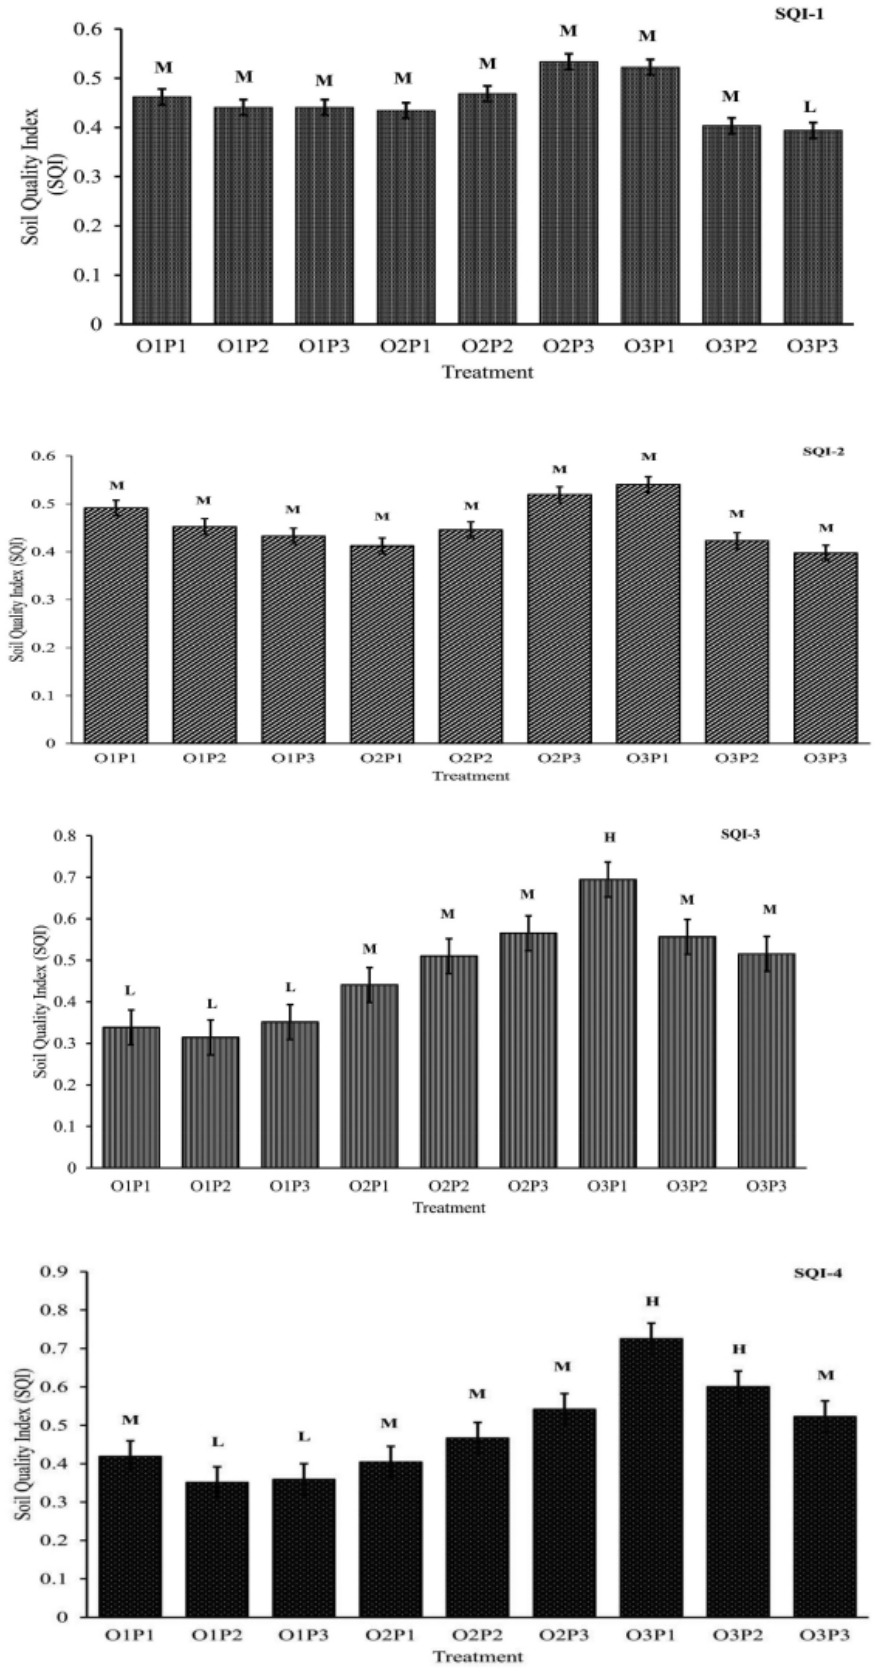 SQI-1
0.6
M M M M M M M M L
0.5
0.4
0.3
0.2
0.1
0
Soil Quality Index
(SQI)
O1P1 O1P2 O1P3 O2P1 O2P2 O2P3 O3P1 O3P2 O3P3
Treatment
SQI-2
0.6
M M M M M M M M M
0.5
0.4
0.3
0.2
0.1
0
Soil Quality Index (SQI)
O1P1 O1P2 O1P3 O2P1 O2P2 O2P3 O3P1 O3P2 O3P3
Treatment
SQI-3
0.8
L L L M M M H M M
0.7
0.6
0.5
0.4
0.3
0.2
0.1
0
Soil Quality Index (SQI)
O1P1 O1P2 O1P3 O2P1 O2P2 O2P3 O3P1 O3P2 O3P3
Treatment
SQI-4
0.9
M L L M M M H H M
0.8
0.7
0.6
0.5
0.4
0.3
0.2
0.1
0
Soil Quality Index (SQI)
O1P1 O1P2 O1P3 O2P1 O2P2 O2P3 O3P1 O3P2 O3P3
Treatment